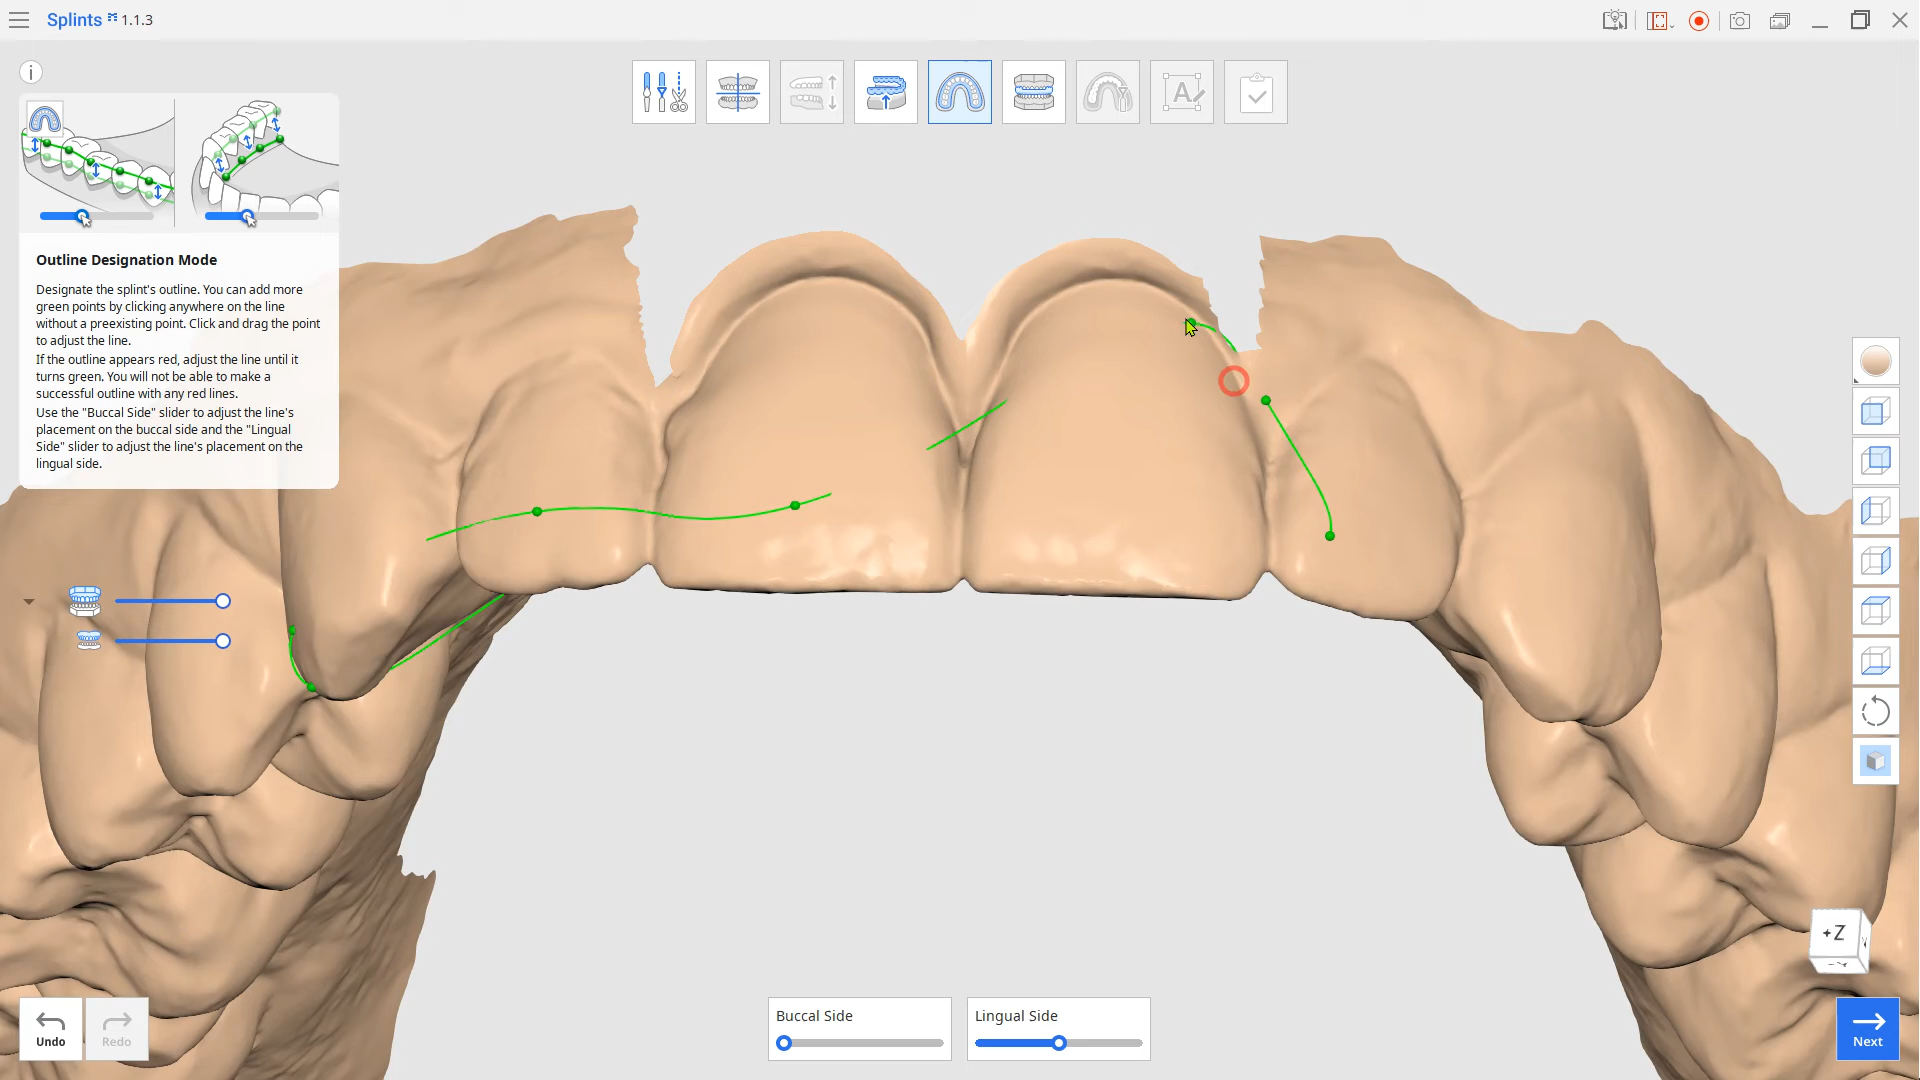 Splints 1.1.3
i
A
Outline Designation Mode
Designate the splint's outline. You can add more
green points by clicking anywhere on the line
without a preexisting point. Click and drag the point
to adjust the line.
If the outline appears red, adjust the line until it
turns green. You will not be able to make a
successful outline with any red lines.
Use the "Buccal Side" slider to adjust the line's
placement on the buccal side and the "Lingual
Side" slider to adjust the line's placement on the
lingual side.
+Z
Undo
Redo
Buccal Side
Lingual Side
Next